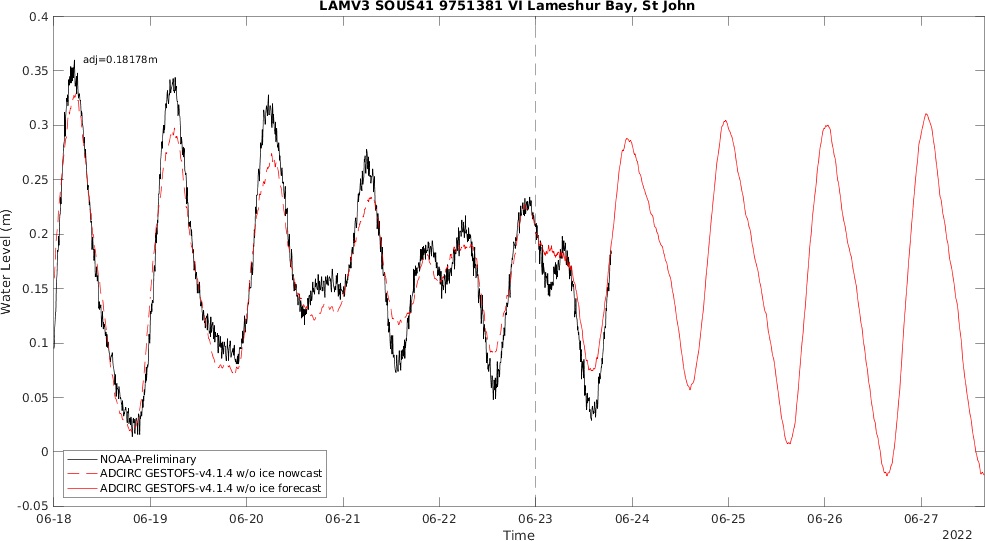 LAMV3 SOUS41 9751381 VI Lameshur Bay, St John
0.4
0.35
0.3
0.25
0.2
0.15
0.1
0.05
0
-0.05
Water Level (m)
adj=0.18178m
NOAA-Preliminary
ADCIRC GESTOFS-v4.1.4 w/o ice nowcast
ADCIRC GESTOFS-v4.1.4 w/o ice forecast
06-18 06-19 06-20 06-21 06-22 06-23 06-24 06-25 06-26 06-27
Time
2022